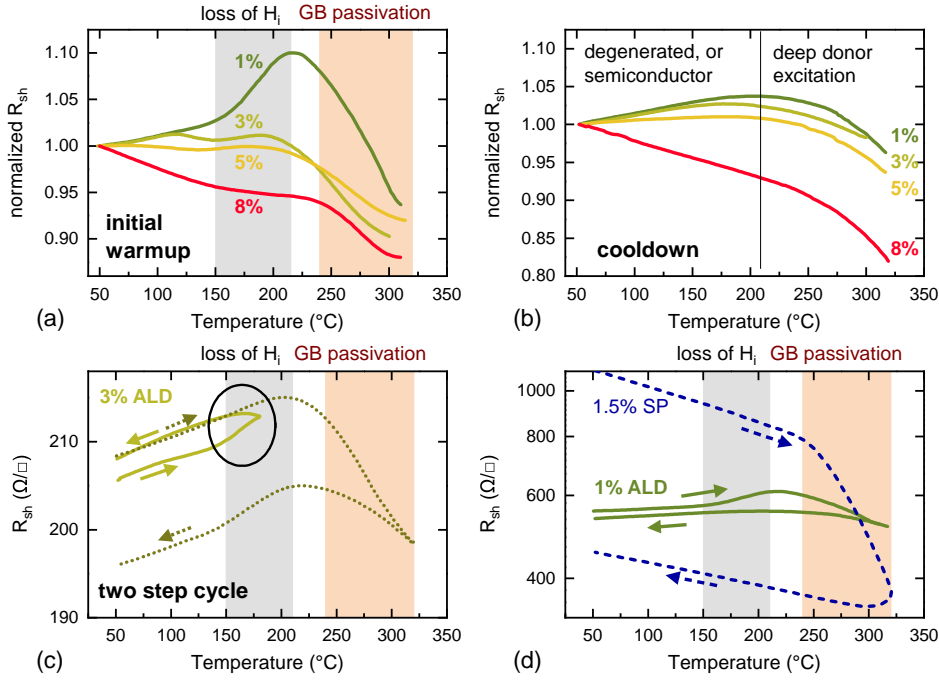 loss of Hi GB passivation
normalized Rsh
1.10
1.05
1.00
0.95
0.90
1%
3%
5%
8%
initial
warmup
50 100 150 200 250 300 350
(a)
Temperature (°C)
normalized Rsh
1.10
1.05
1.00
0.95
0.90
0.85
0.80
degenerated, or
semiconductor
deep donor
excitation
1%
3%
5%
8%
cooldown
50 100 150 200 250 300 350
(b)
Temperature (°C)
loss of Hi GB passivation
Rsh (Ω/□)
210
200
190
3% ALD
two step cycle
50 100 150 200 250 300 350
(c)
Temperature (°C)
loss of Hi GB passivation
Rsh (Ω/□)
1000
800
600
400
1.5% SP
1% ALD
50 100 150 200 250 300 350
(d)
Temperature (°C)